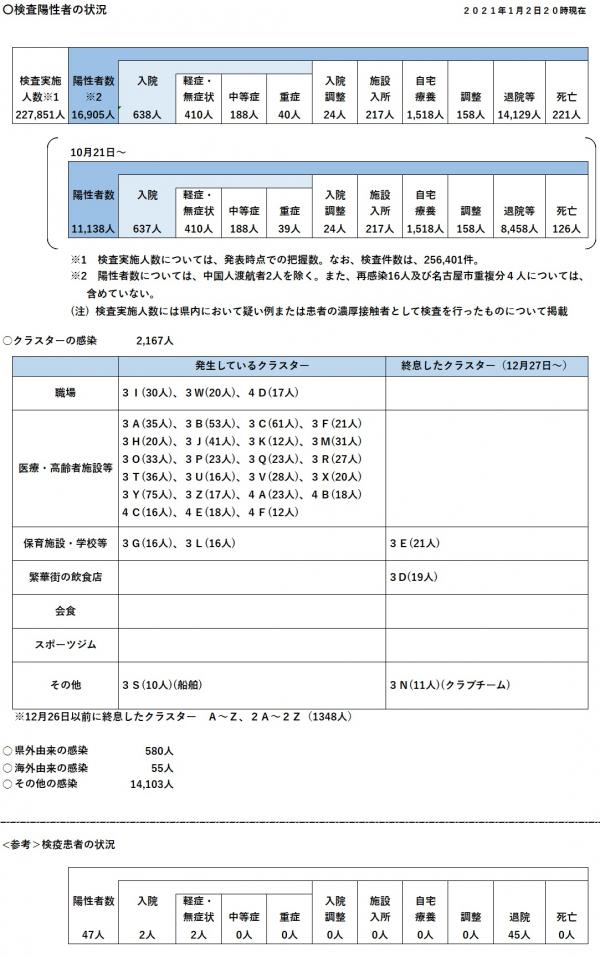 〇検査陽性者の状況
２０２１年１月２日２０時現在
検査実施人数※1 陽性者数※2 入院 軽症・無症状 中等症 重症 入院調整 施設入所 自宅療養 調整 退院等 死亡
227,851人 16,905人 638人 410人 188人 40人 24人 217人 1,518人 158人 14,129人 221人
10月21日～
陽性者数 入院 軽症・無症状 中等症 重症 入院調整 施設入所 自宅療養 調整 退院等 死亡
11,138人 637人 410人 188人 39人 24人 217人 1,518人 158人 8,458人 126人
※1　検査実施人数については、発表時点での把握数。なお、検査件数は、256,401件。
※2　陽性者数については、中国人渡航者2人を除く。また、再感染16人及び名古屋市重複分４人については、
含めていない。
(注)　検査実施人数には県内において疑い例または患者の濃厚接触者として検査を行ったものについて掲載
〇クラスターの感染　2,167人
発生しているクラスター 終息したクラスター（12月27日～）
職場 ３Ｉ(30人)、３Ｗ(20人)、４Ｄ(17人)
医療・高齢者施設等
３Ａ(35人)、３Ｂ(53人)、３Ｃ(61人)、３Ｆ(21人)
３Ｈ(20人)、３Ｊ(41人)、３Ｋ(12人)、３Ｍ(31人)
３Ｏ(33人)、３Ｐ(23人)、３Ｑ(23人)、３Ｒ(27人)
３Ｔ(36人)、３Ｕ(16人)、３Ｖ(28人)、３Ｘ(20人)
３Ｙ(75人)、３Ｚ(17人)、４Ａ(23人)、４Ｂ(18人)
４Ｃ(16人)、４Ｅ(18人)、４Ｆ(12人)
保育施設・学校等 ３Ｇ(16人)、３Ｌ(16人) ３Ｅ(21人)
繁華街の飲食店 ３Ｄ(19人)
会食
スポーツジム
その他 ３Ｓ(10人)(船舶) ３Ｎ(11人)(クラブチーム)
※12月26日以前に終息したクラスター　Ａ～Ｚ、２Ａ～２Ｚ（1348人）
〇県外由来の感染　580人
〇海外由来の感染　55人
〇その他の感染　14,103人
＜参考＞検疫患者の状況
陽性者数 入院 軽症・無症状 中等症 重症 入院調整 施設入所 自宅療養 調整 退院 死亡
47人 2人 2人 0人 0人 0人 0人 0人 0人 45人 0人